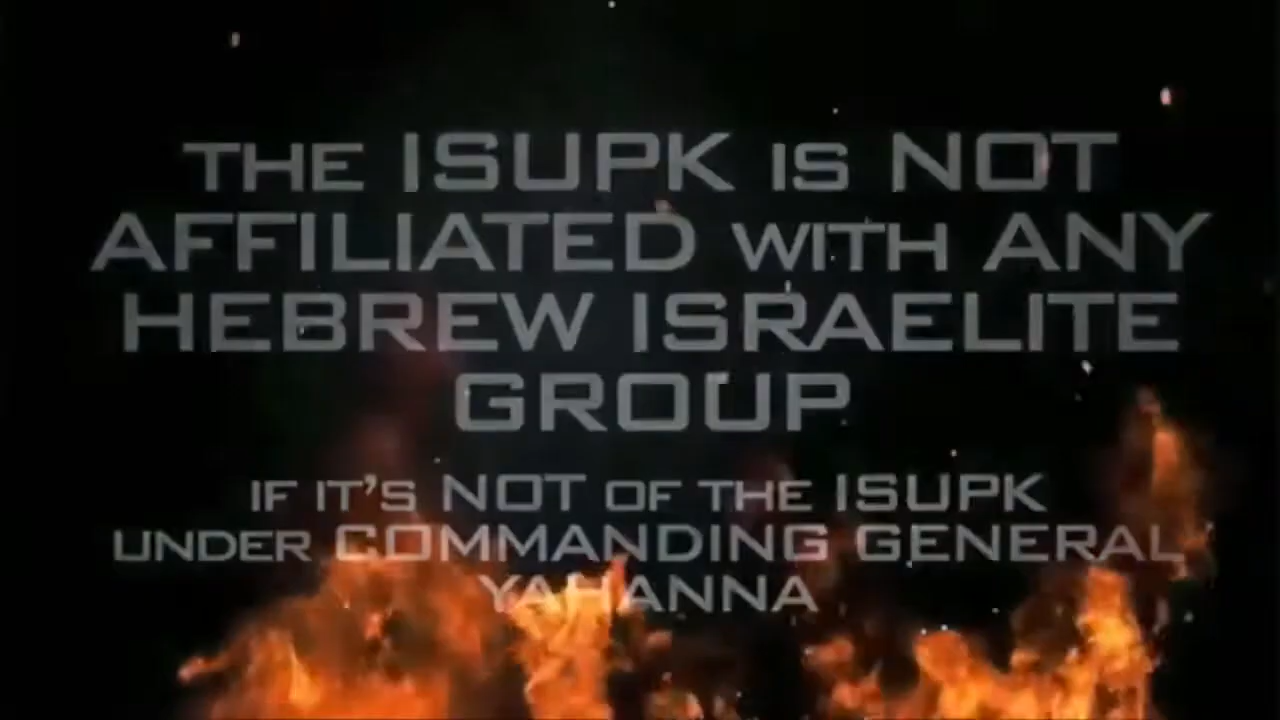 THE ISUPK IS NOT
AFFILIATED WITH ANY
HEBREW ISRAELITE
GROUP
IF IT'S NOT OF THE ISUPK
UNDER COMMANDING GENERAL
YAHANNA